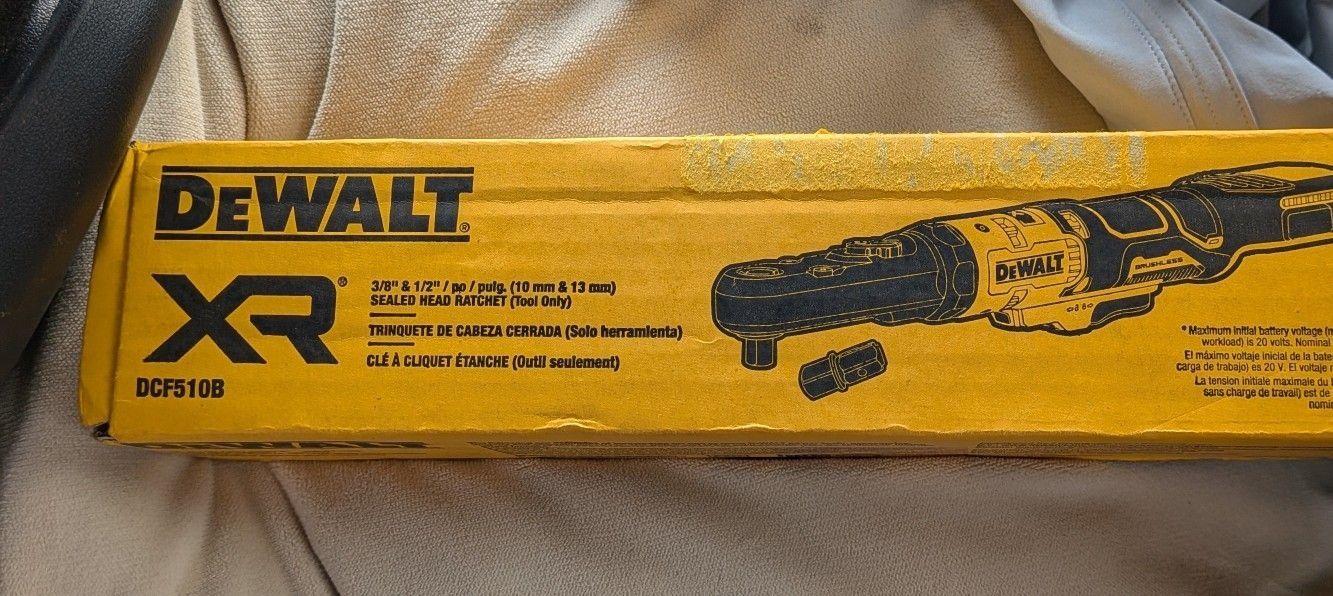 DEWALT®
XR®
3/8" & 1/2" / po / pulg. (10 mm & 13 mm)
SEALED HEAD RATCHET (Tool Only)
TRINQUETE DE CABEZA CERRADA (Solo herramienta)
CLÉ À CLIQUET ÉTANCHE (Outil seulement)
DCF510B
DEWALT
BRUSHLESS
* Maximum initial battery voltage
workload) is 20 volts. Nominal
El máximo voltaje inicial de la
carga de trabajo) es 20 V. El voltaje
La tension initiale maximale du
sans charge de travail) est de
DEWALT